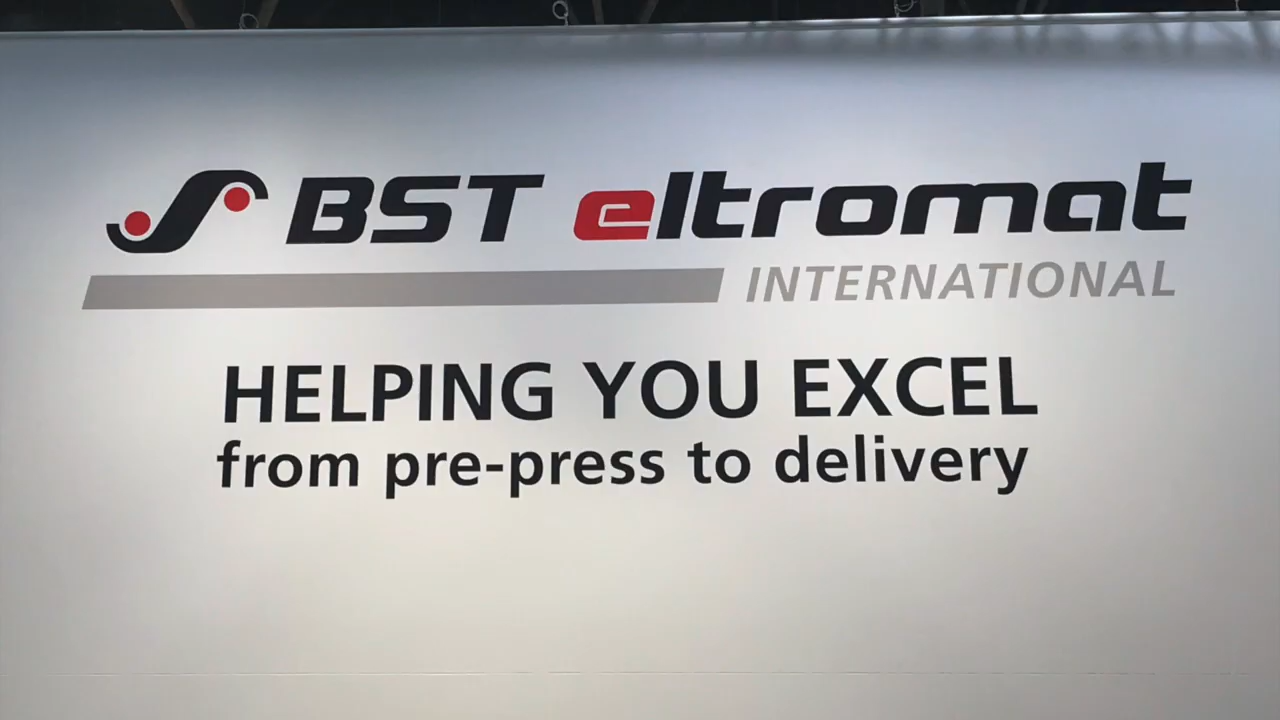 BST eltromat
INTERNATIONAL
HELPING YOU EXCEL
from pre-press to delivery